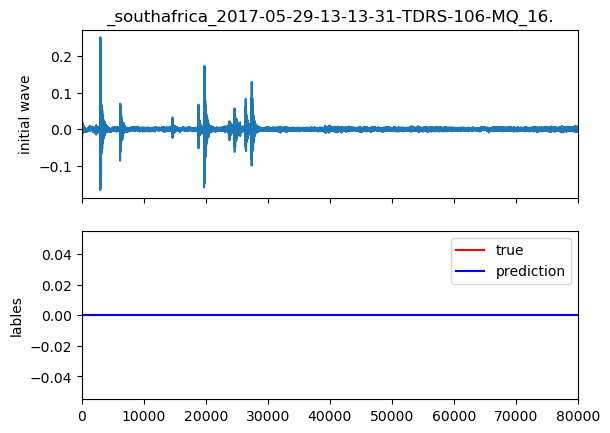 _southafrica_2017-05-29-13-13-31-TDRS-106-MQ_16.
0.2
0.1
0.0
−0.1
initial wave
true
prediction
0.04
0.02
0.00
−0.02
−0.04
lables
0 10000 20000 30000 40000 50000 60000 70000 80000